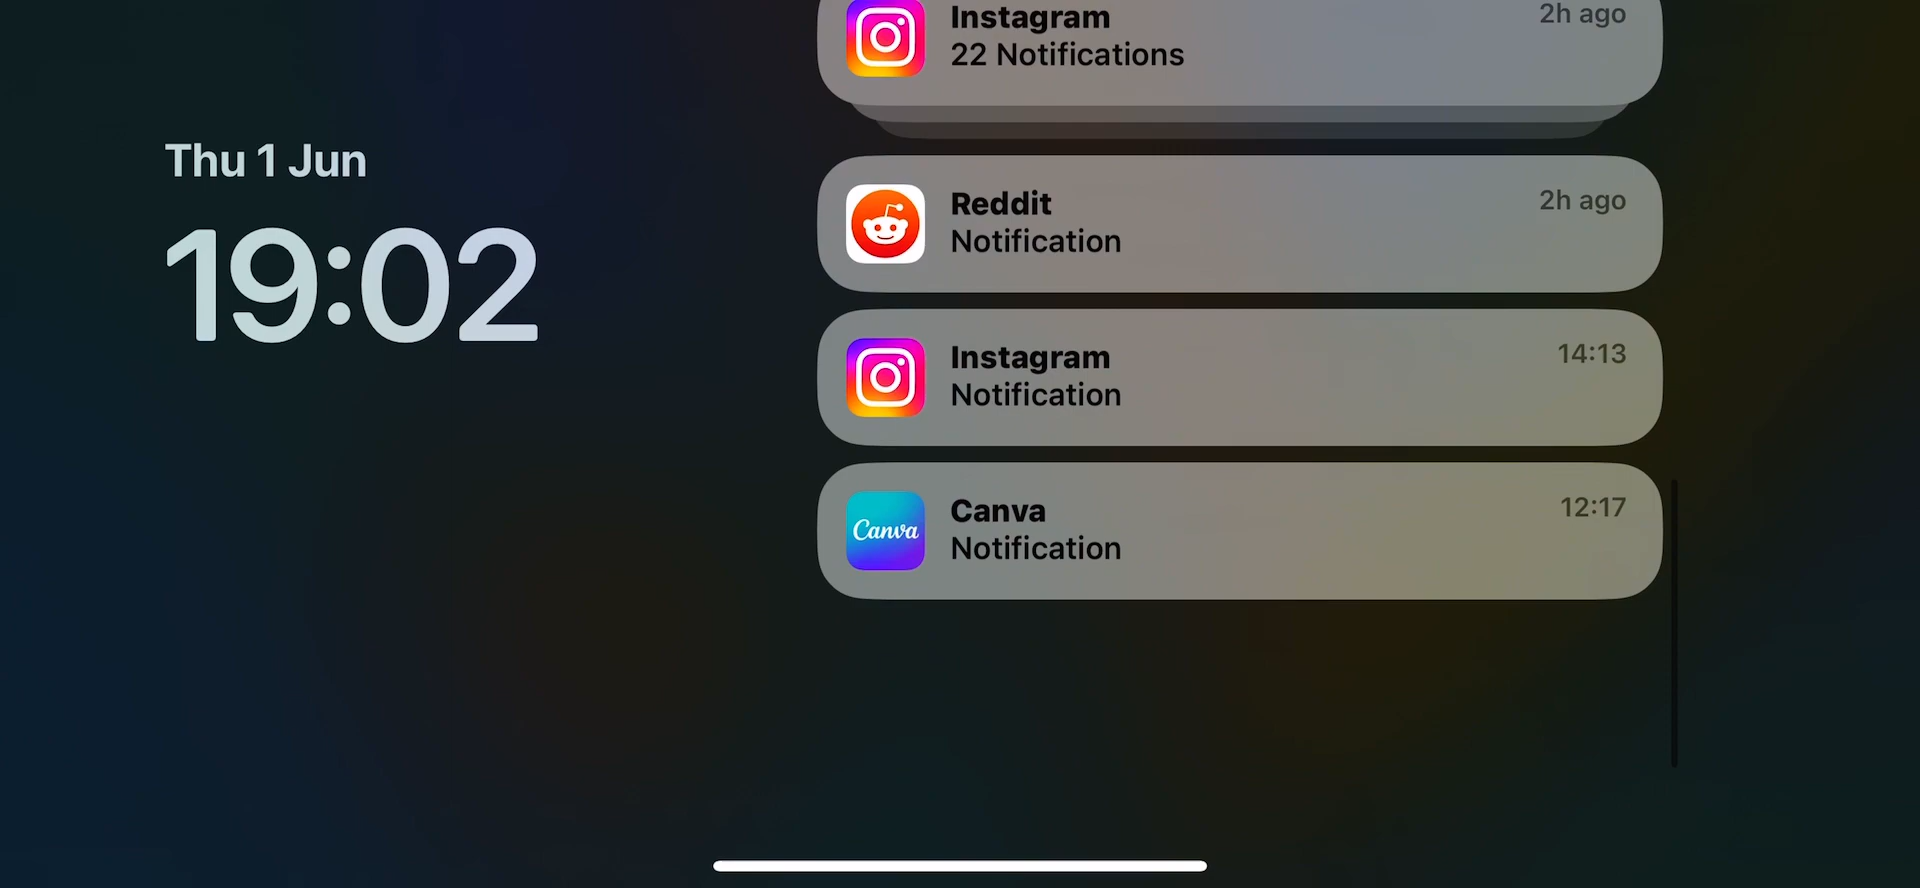 Thu 1 Jun
19:02
Instagram
2h ago
22 Notifications
Reddit
2h ago
Notification
Instagram
14:13
Notification
Canva
Canva
12:17
Notification